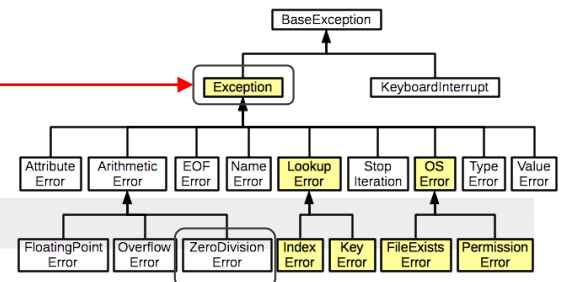 BaseException
Exception
KeyboardInterrupt
Attribute Error
Arithmetic Error
EOF Error
Name Error
Lookup Error
Stop Iteration
OS Error
Type Error
Value Error
FloatingPoint Error
Overflow Error
ZeroDivision Error
Index Error
Key Error
FileExists Error
Permission Error